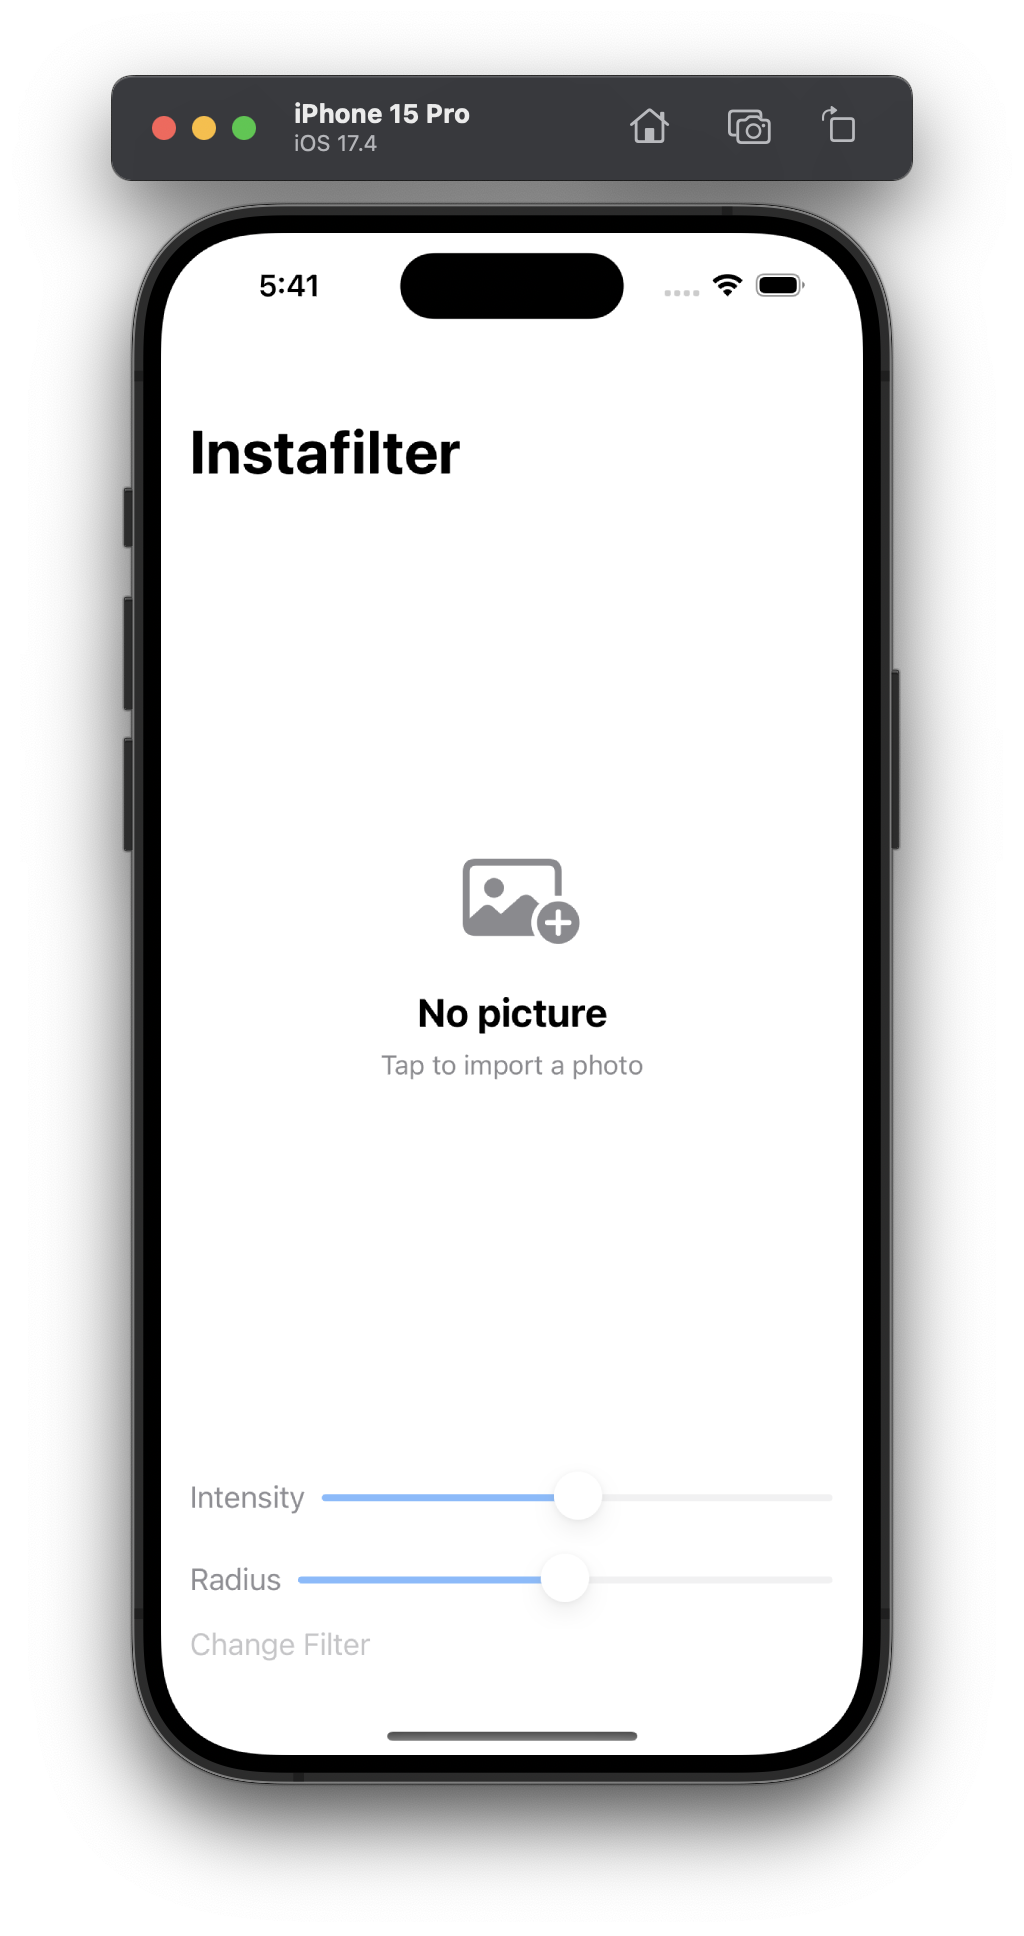 iPhone 15 Pro
iOS 17.4
5:41
Instafilter
No picture
Tap to import a photo
Intensity
Radius
Change Filter